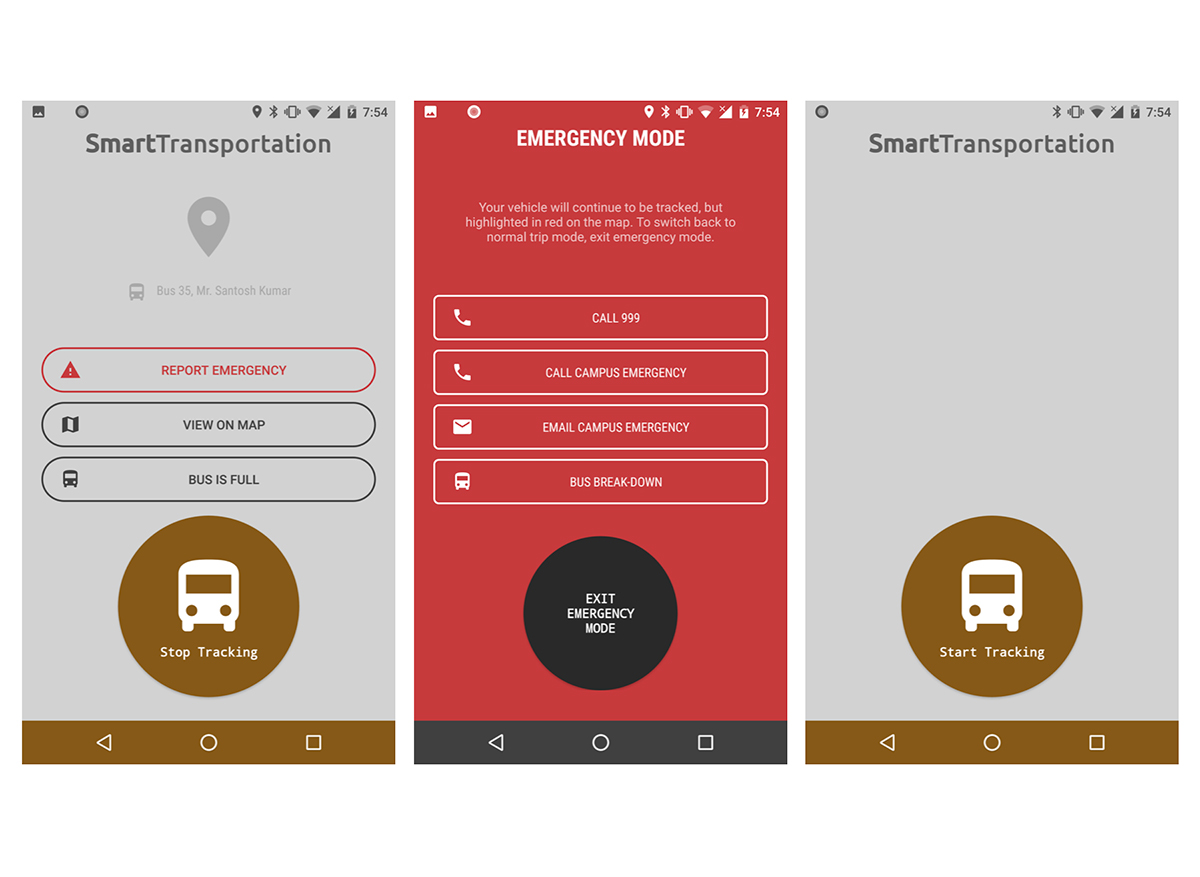 7:54
SmartTransportation
Bus 35, Mr. Santosh Kumar
REPORT EMERGENCY
VIEW ON MAP
BUS IS FULL
Stop Tracking
7:54
EMERGENCY MODE
Your vehicle will continue to be tracked, but
highlighted in red on the map. To switch back to
normal trip mode, exit emergency mode.
CALL 999
CALL CAMPUS EMERGENCY
EMAIL CAMPUS EMERGENCY
BUS BREAK-DOWN
EXIT
EMERGENCY
MODE
7:54
SmartTransportation
Start Tracking